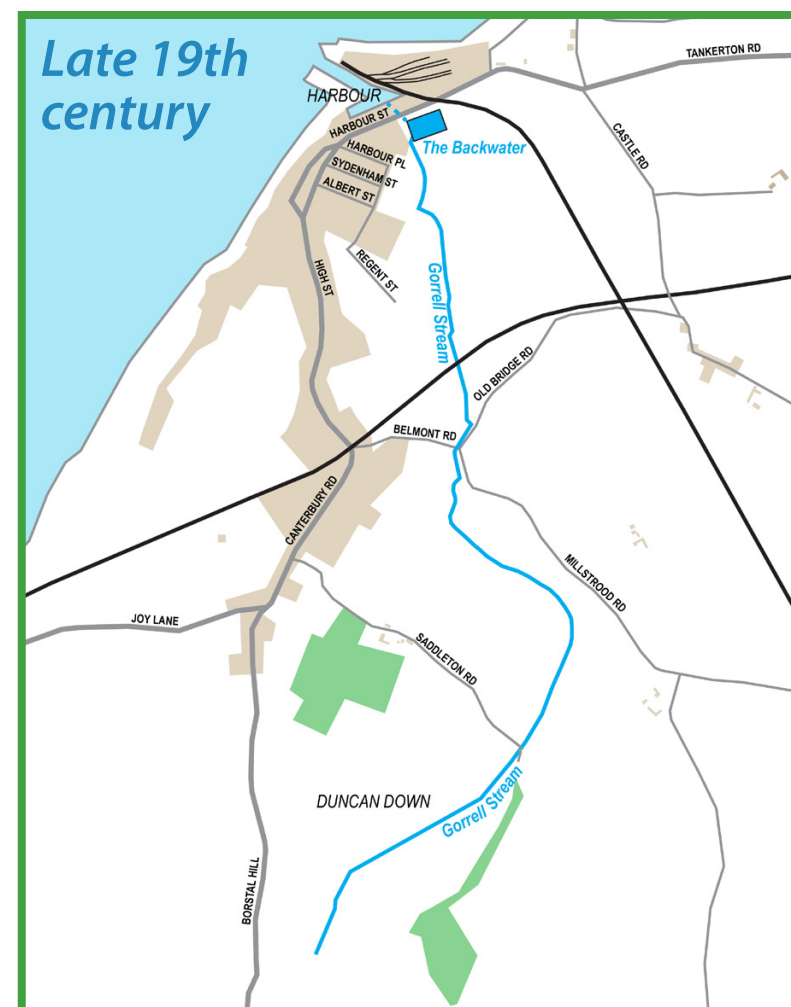 Late 19th
century
TANKERTON RD
HARBOUR
HARBOUR ST
The Backwater
CASTLE RD
HARBOUR PL
SYDENHAM ST
ALBERT ST
REGENT ST
HIGH ST
Gorrell Stream
OLD BRIDGE RD
BELMONT RD
CANTERBURY RD
MILLSTROOD RD
JOY LANE
SADDLETON RD
DUNCAN DOWN
Gorrell Stream
BORSTAL HILL